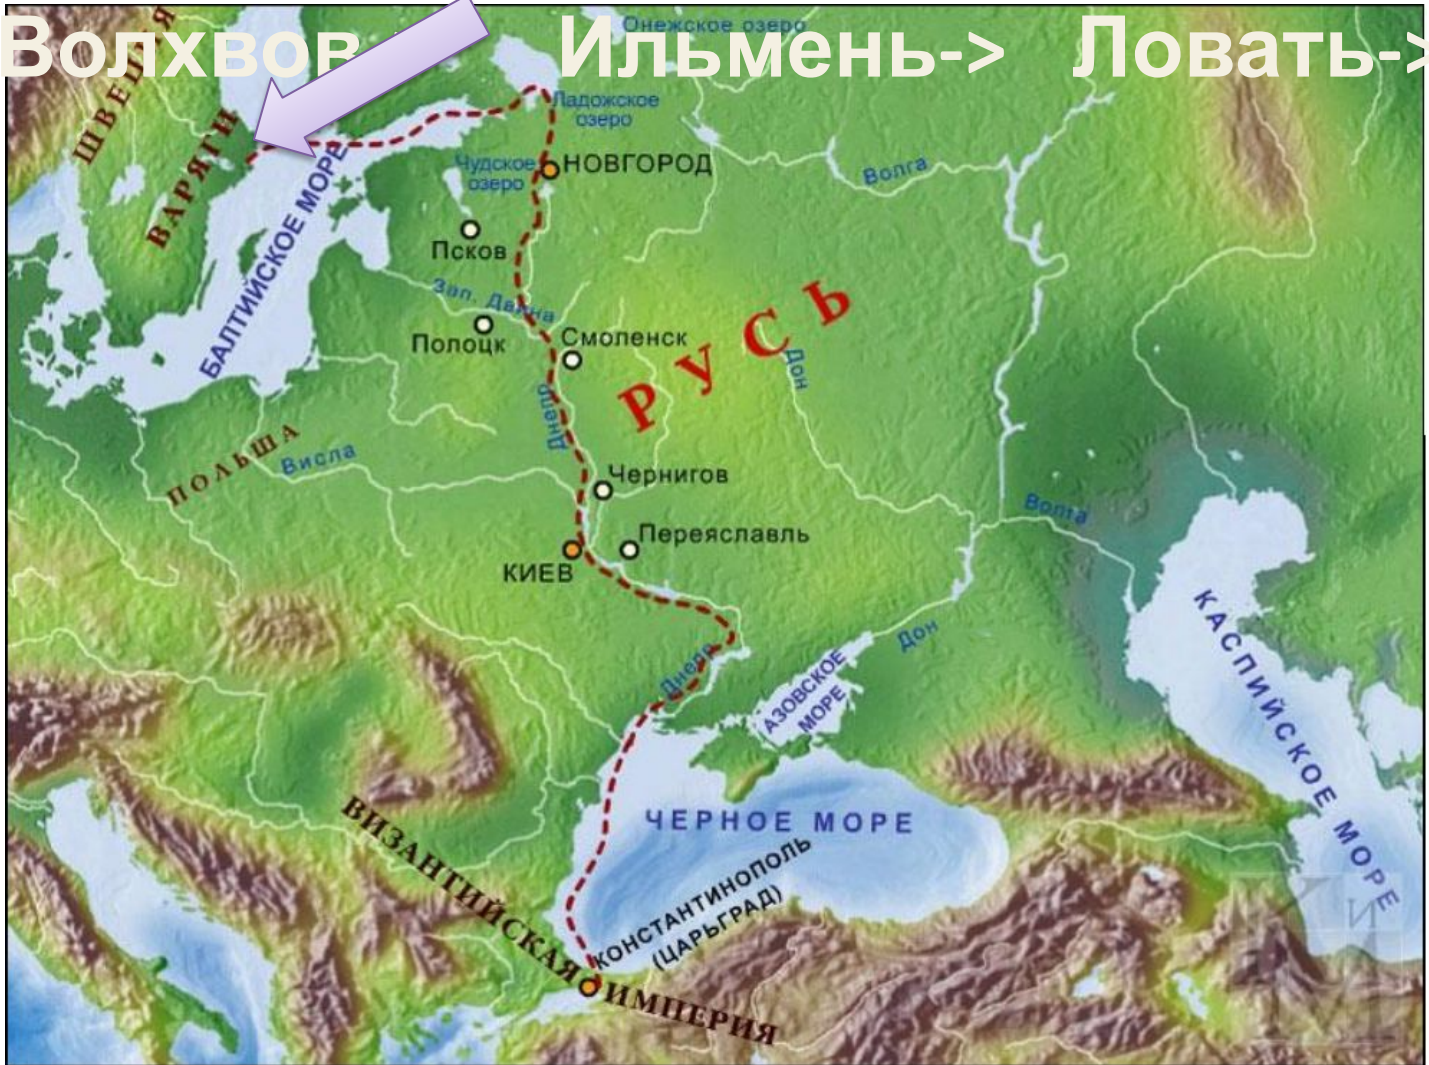 Волхвов
Ильмень->
Ловать->
Онежское озеро
ШВЕЦИЯ
ВАРЯГИ
Ладожское
озеро
Чудское
озеро
НОВГОРОД
Волга
БАЛТИЙСКОЕ МОРЕ
Псков
Зап. Двина
Полоцк
Смоленск
РУСЬ
Дон
Днепр
ПОЛЬША
Висла
Чернигов
Волга
Переяславль
КИЕВ
Днепр
Дон
АЗОВСКОЕ
МОРЕ
КАСПИЙСКОЕ МОРЕ
ЧЕРНОЕ МОРЕ
ВИЗАНТИЙСКАЯ
ИМПЕРИЯ
КОНСТАНТИНОПОЛЬ
(ЦАРЬГРАД)
К И
М